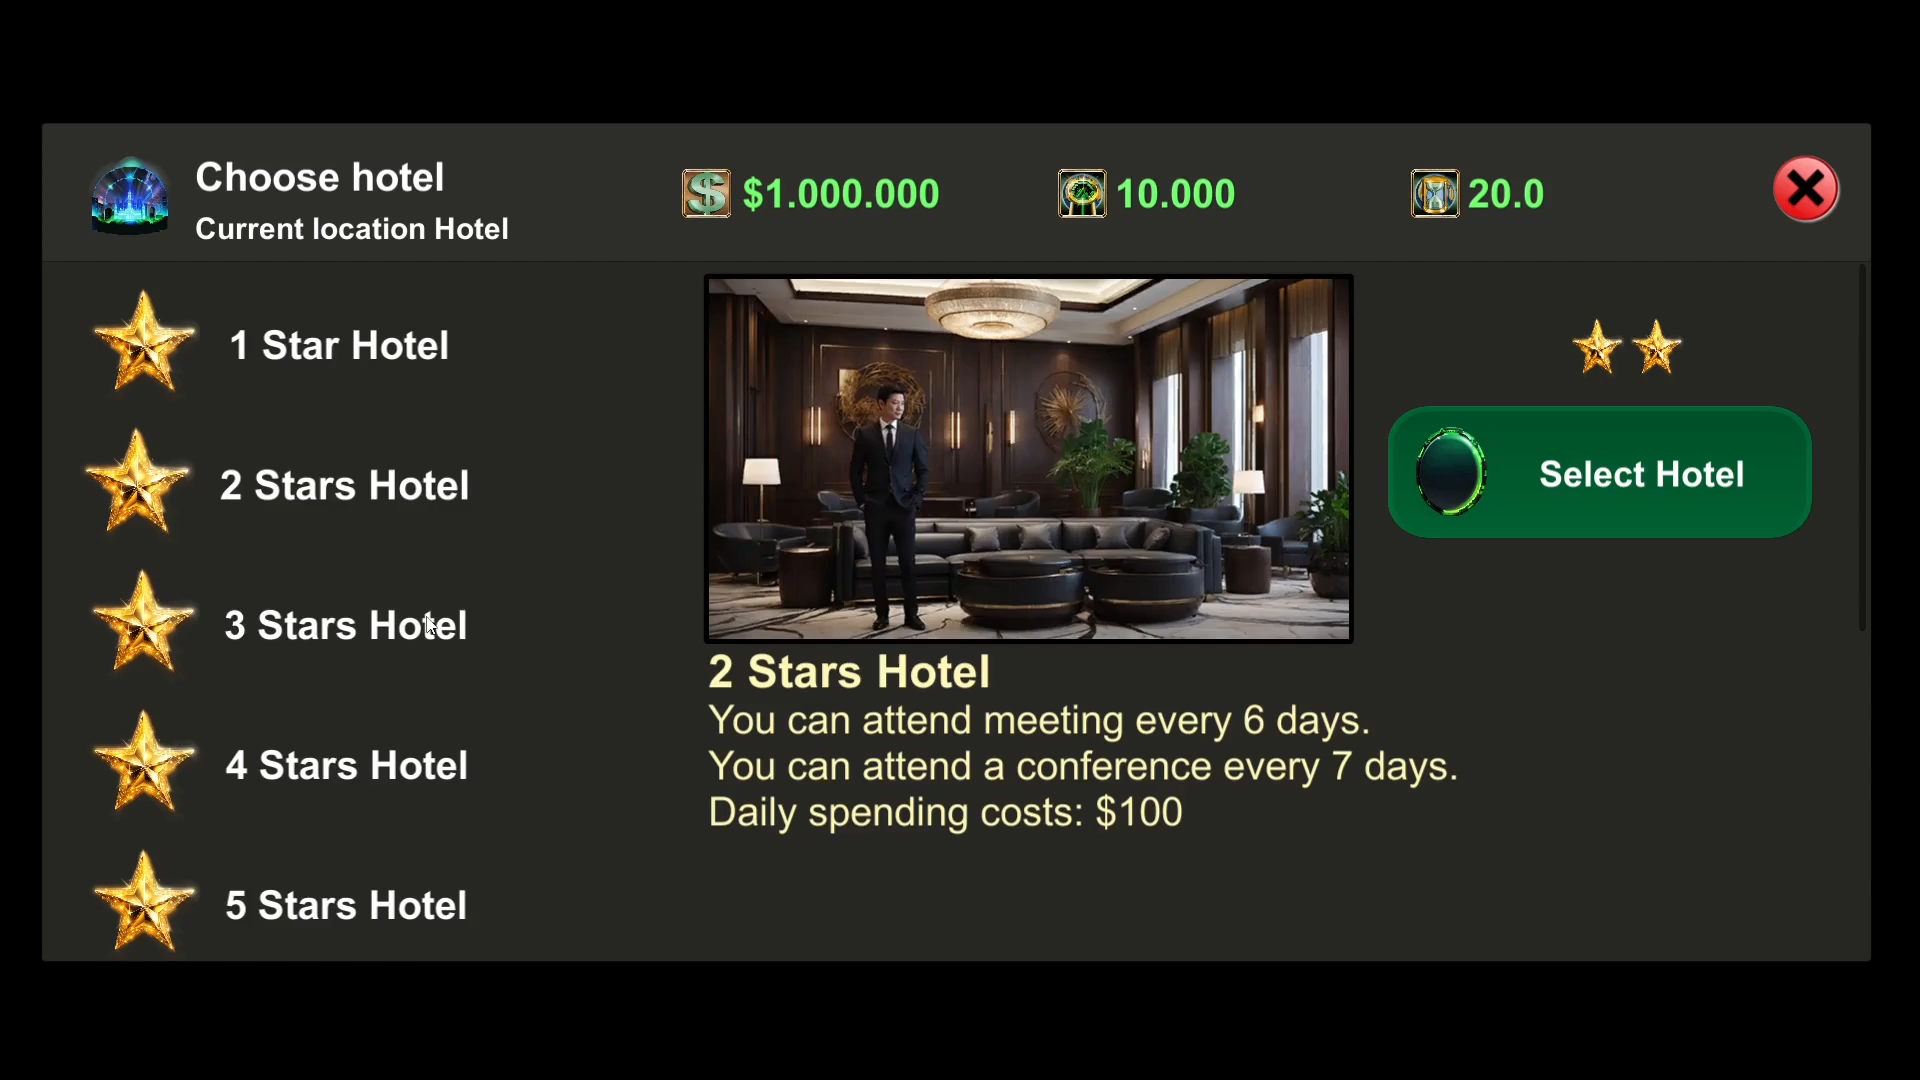 Choose hotel
Current location Hotel
$1.000.000
10.000
20.0
1 Star Hotel
2 Stars Hotel
3 Stars Hotel
4 Stars Hotel
5 Stars Hotel
Select Hotel
2 Stars Hotel
You can attend meeting every 6 days.
You can attend a conference every 7 days.
Daily spending costs: $100